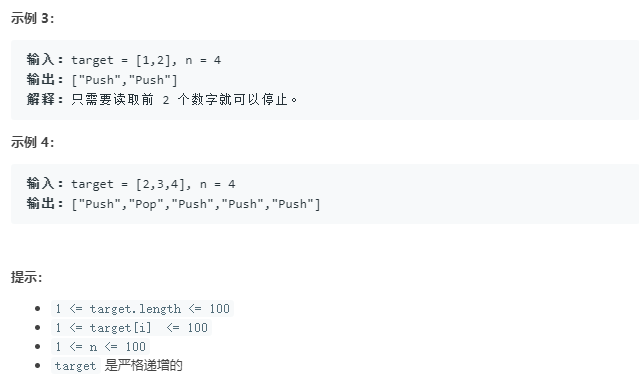 示例 3：
输入：target = [1,2], n = 4
输出：["Push","Push"]
解释：只需要读取前 2 个数字就可以停止。
示例 4：
输入：target = [2,3,4], n = 4
输出：["Push","Pop","Push","Push","Push"]
提示：
1 <= target.length <= 100
1 <= target[i]  <= 100
1 <= n <= 100
target 是严格递增的